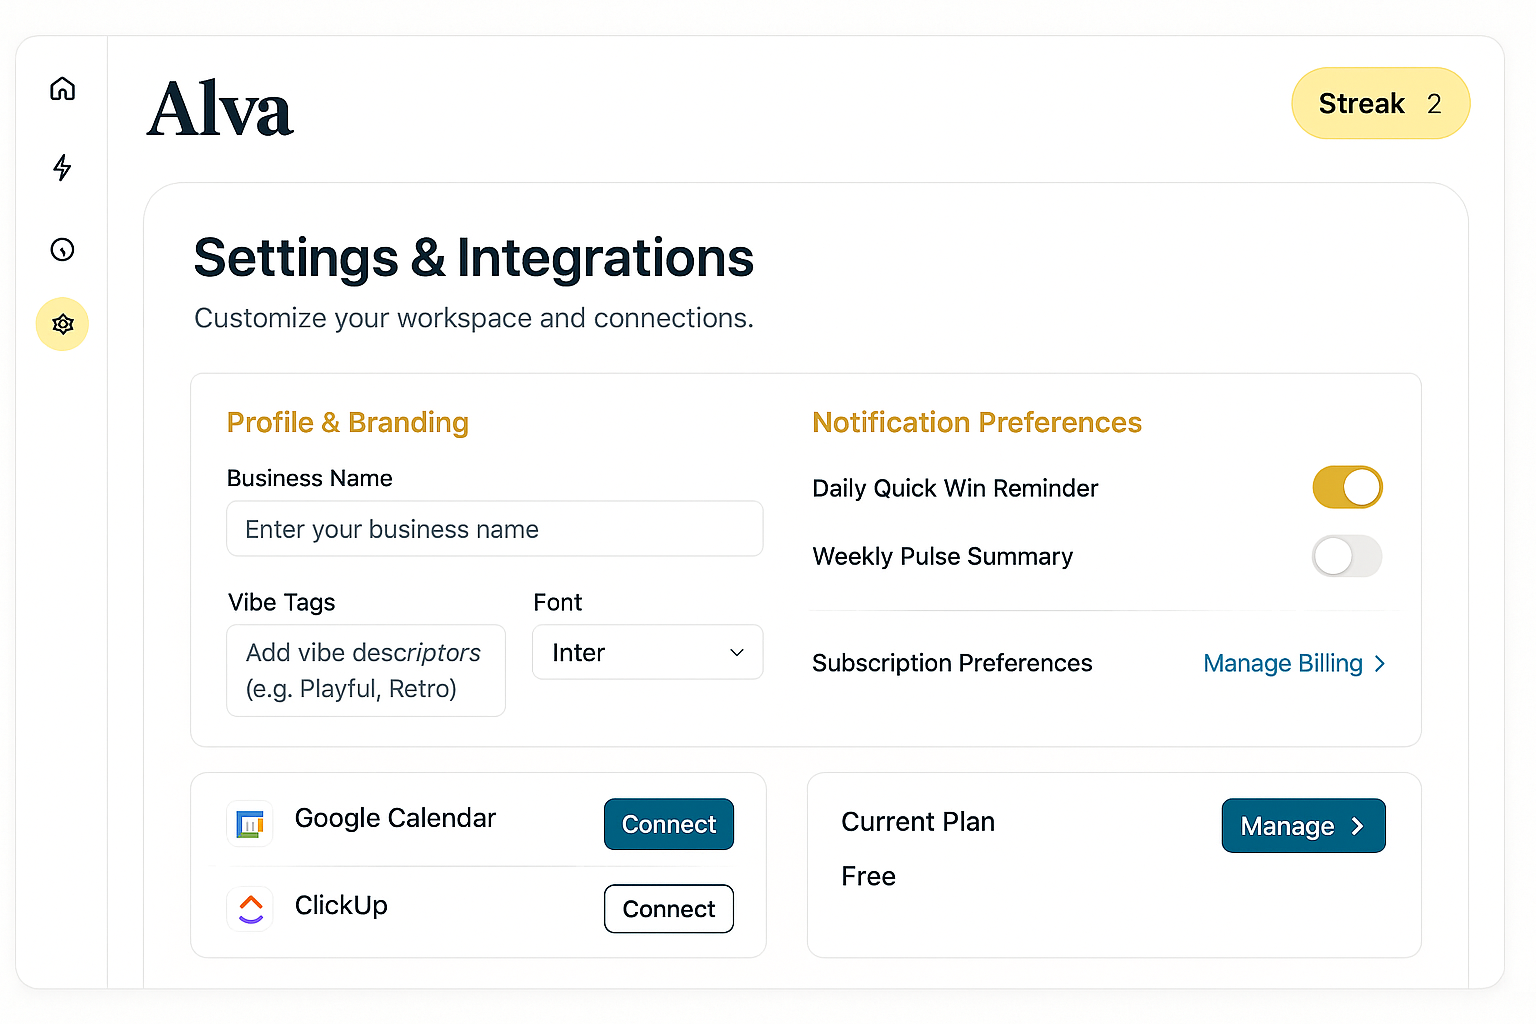 Alva
Streak 2
Settings & Integrations
Customize your workspace and connections.
Profile & Branding
Business Name
Enter your business name
Vibe Tags
Font
Add vibe descriptors
(e.g. Playful, Retro)
Inter
Notification Preferences
Daily Quick Win Reminder
Weekly Pulse Summary
Subscription Preferences
Manage Billing
Google Calendar
Connect
ClickUp
Connect
Current Plan
Manage
Free